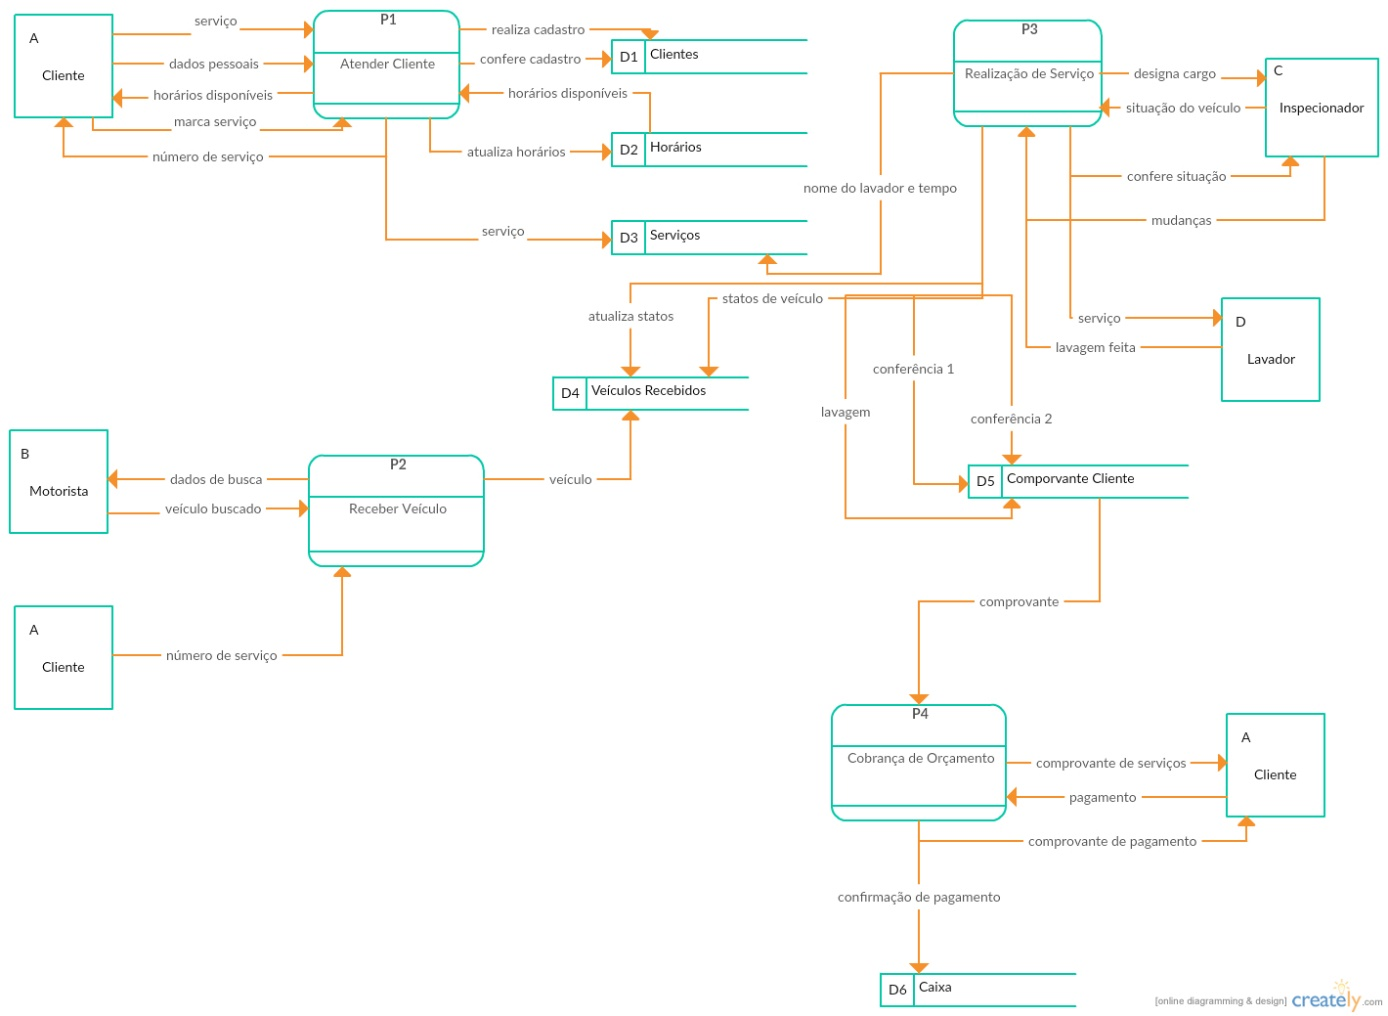 A
Cliente
serviço
dados pessoais
horários disponíveis
marca serviço
número de serviço
P1
Atender Cliente
realiza cadastro
confere cadastro
horários disponíveis
atualiza horários
serviço
D1 Clientes
D2 Horários
D3 Serviços
P3
Realização de Serviço
designa cargo
situação do veículo
C
Inspecionador
confere situação
mudanças
nome do lavador e tempo
statos de veículo
atualiza statos
serviço
lavagem feita
D
Lavador
conferência 1
lavagem
conferência 2
D4 Veículos Recebidos
D5 Comporvante Cliente
B
Motorista
dados de busca
veículo buscado
P2
Receber Veículo
veículo
A
Cliente
número de serviço
comprovante
P4
Cobrança de Orçamento
comprovante de serviços
pagamento
comprovante de pagamento
A
Cliente
confirmação de pagamento
D6 Caixa
[online diagramming & design] creately.com